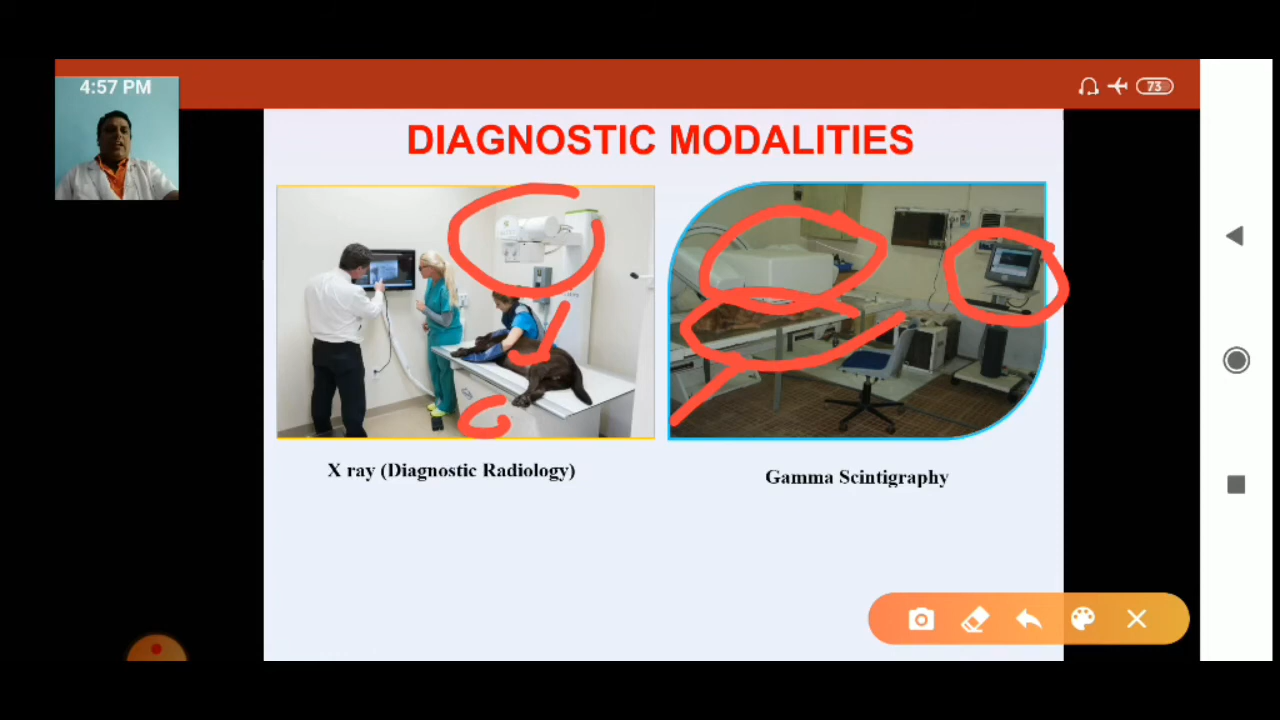 4:57 PM
73
DIAGNOSTIC MODALITIES
X ray (Diagnostic Radiology)
Gamma Scintigraphy